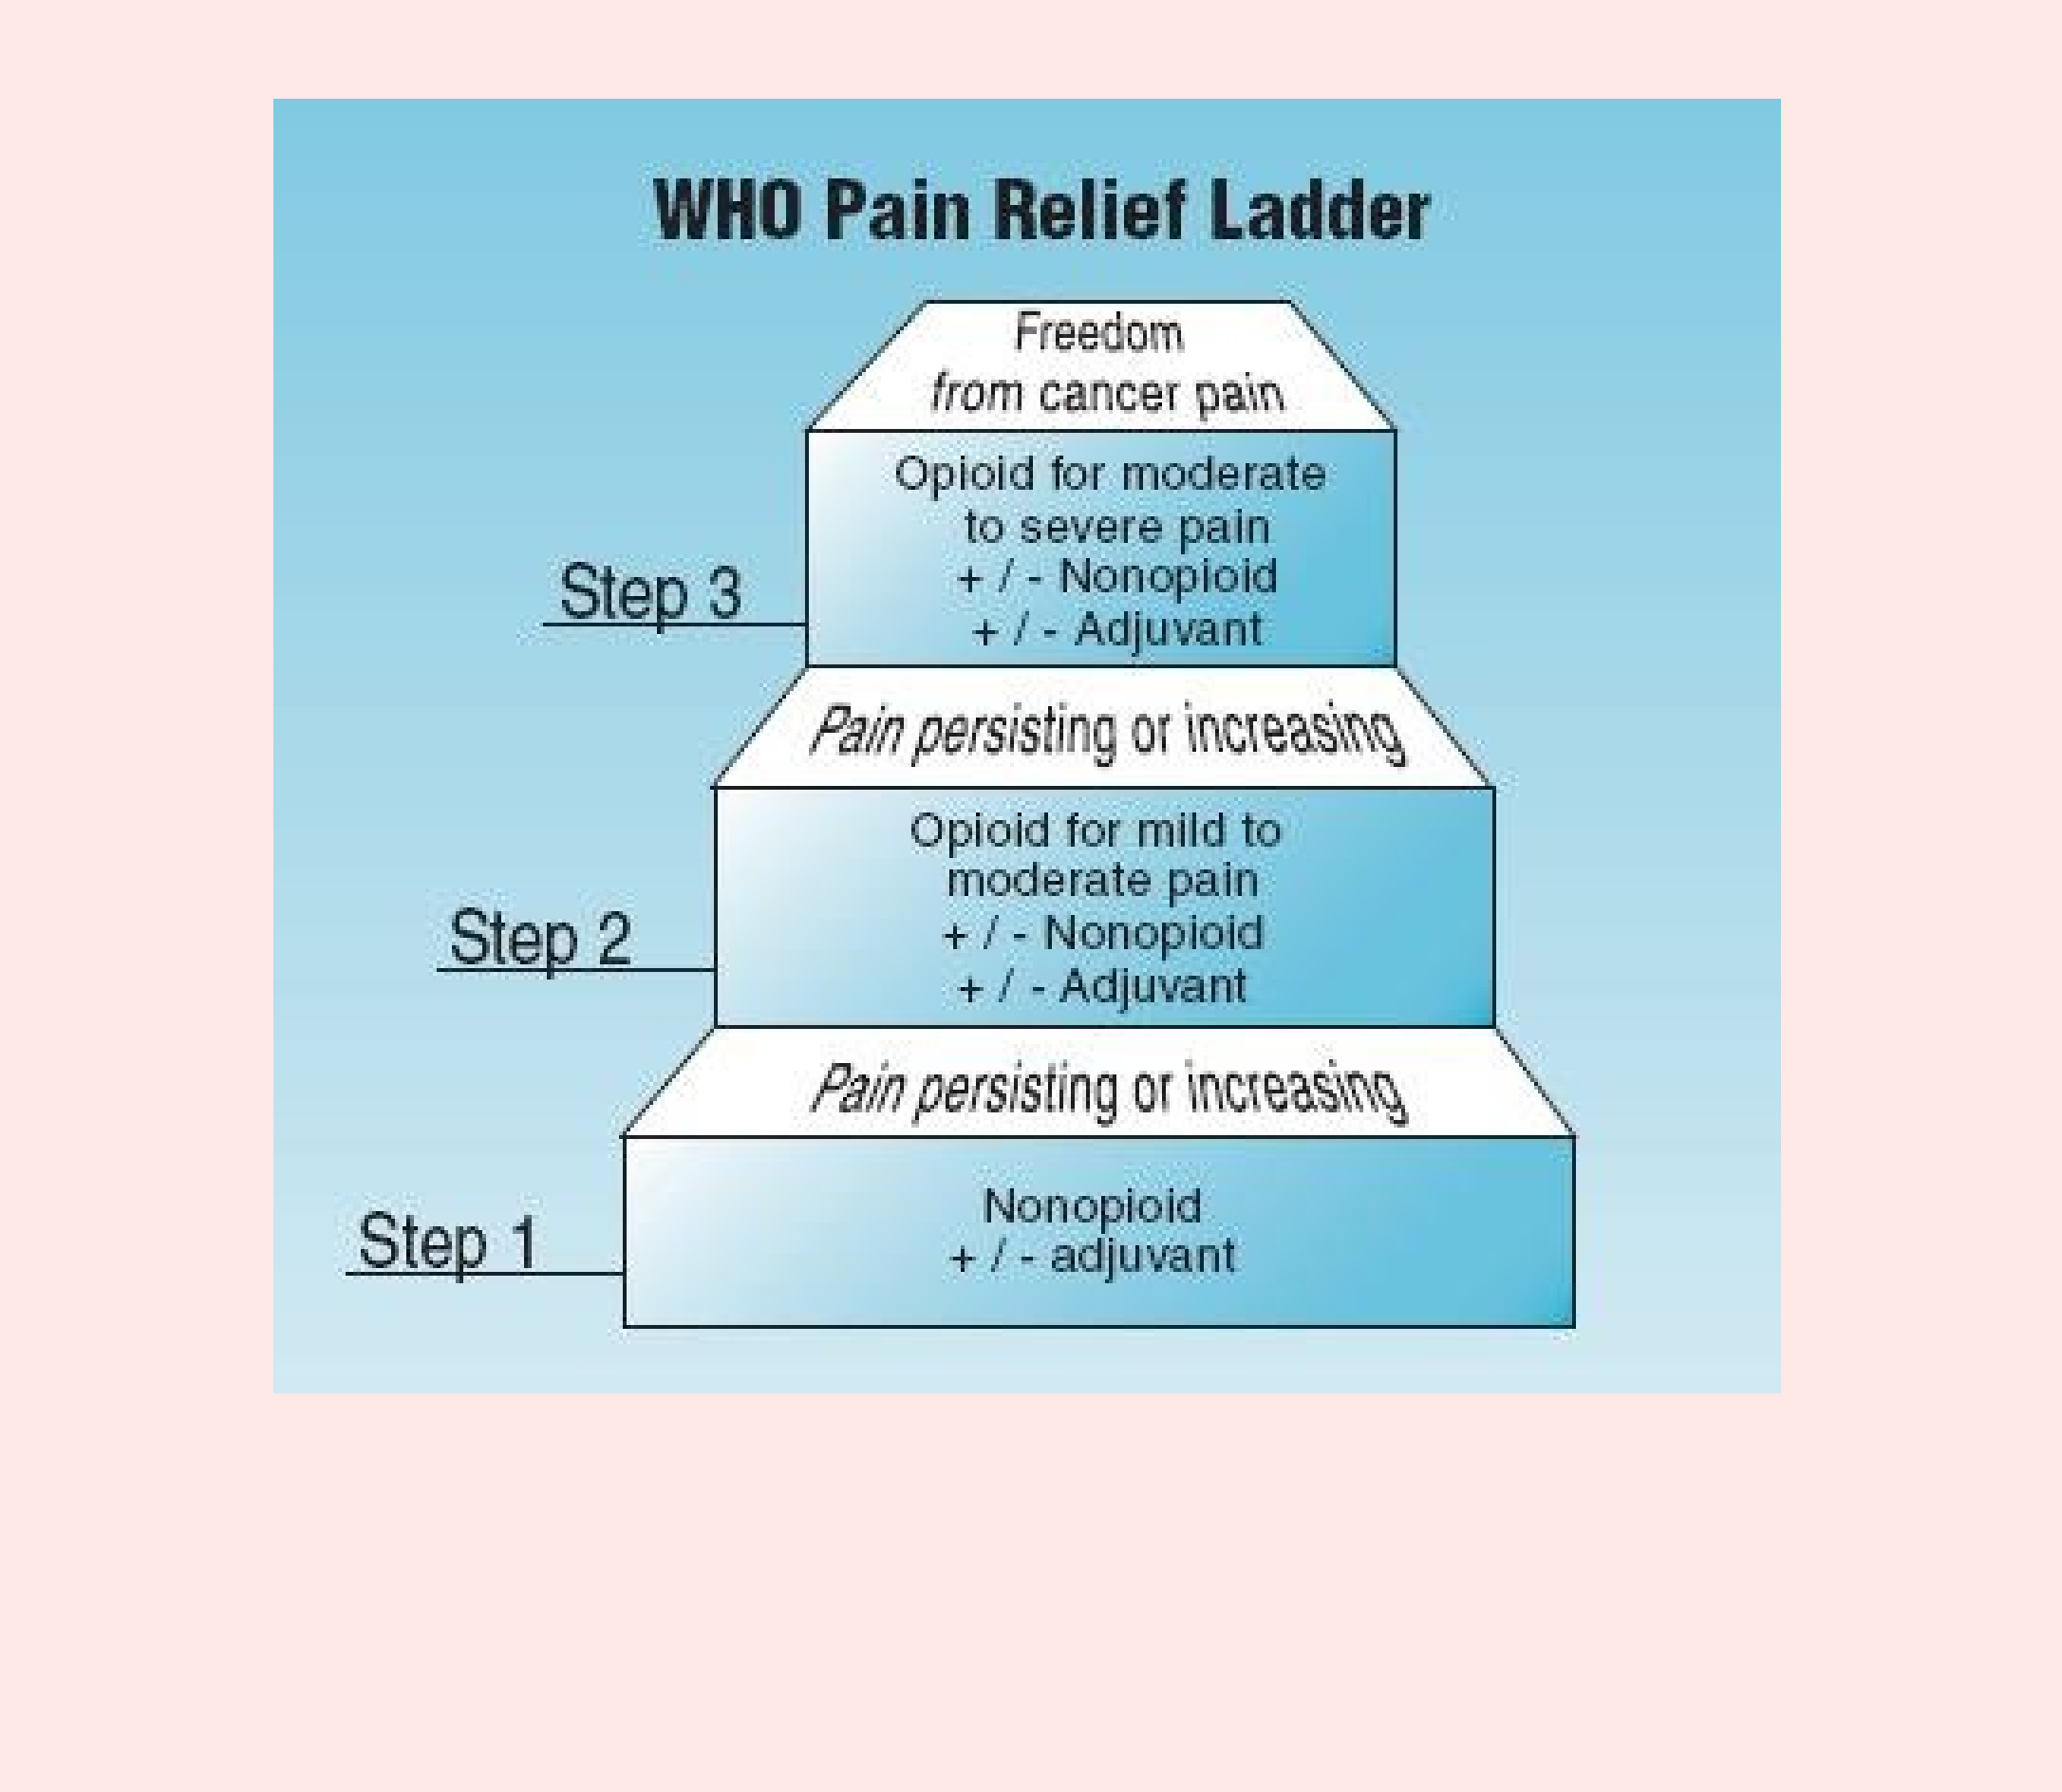 WHO Pain Relief Ladder
Freedom
from cancer pain
Opioid for moderate
to severe pain
+ / - Nonopioid
+ / - Adjuvant
Step 3
Pain persisting or increasing
Opioid for mild to
moderate pain
+ / - Nonopioid
+ / - Adjuvant
Step 2
Pain persisting or increasing
Nonopioid
+ / - adjuvant
Step 1